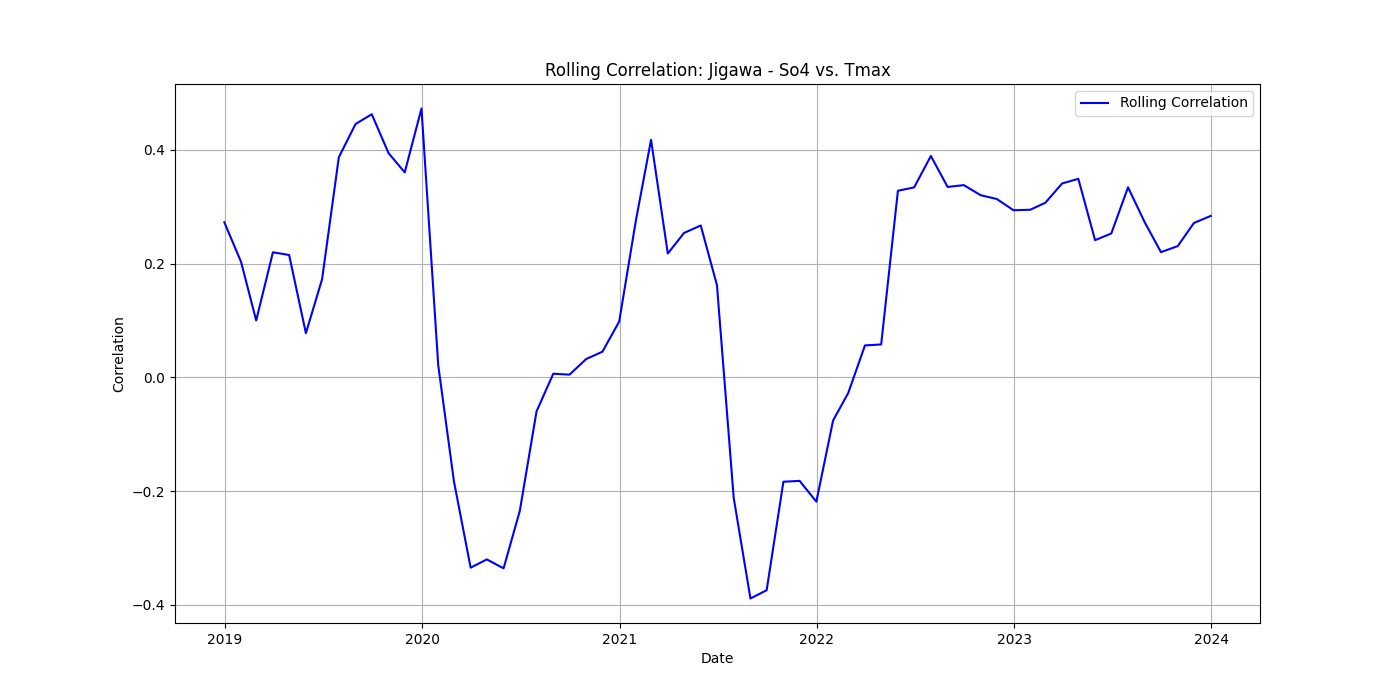 Rolling Correlation: Jigawa - So4 vs. Tmax
Rolling Correlation
0.4
0.2
0.0
−0.2
−0.4
Correlation
2019 2020 2021 2022 2023 2024
Date